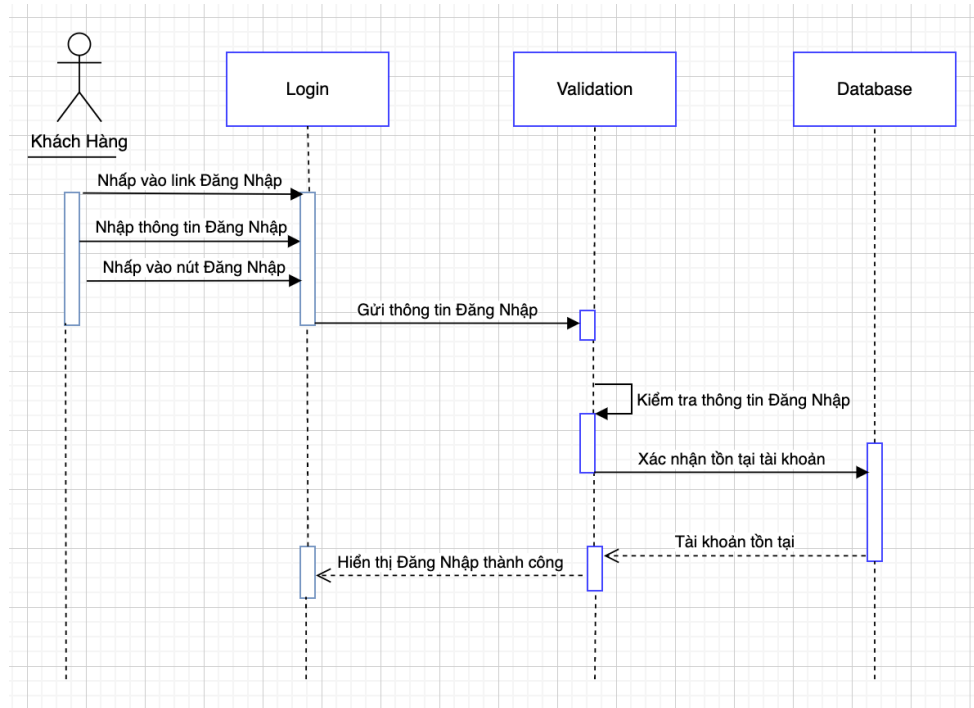 Login
Validation
Database
Khách Hàng
Nhấp vào link Đăng Nhập
Nhập thông tin Đăng Nhập
Nhấp vào nút Đăng Nhập
Gửi thông tin Đăng Nhập
Kiểm tra thông tin Đăng Nhập
Xác nhận tồn tại tài khoản
Tài khoản tồn tại
Hiển thị Đăng Nhập thành công